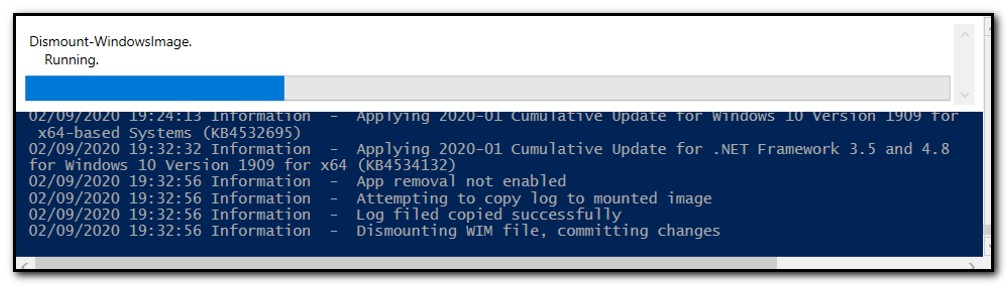 Dismount-WindowsImage.
Running.
02/09/2020 19:24:13 Information  -  Applying 2020-01 Cumulative Update for Windows 10 Version 1909 for
x64-based Systems (KB4532695)
02/09/2020 19:32:32 Information  -  Applying 2020-01 Cumulative Update for .NET Framework 3.5 and 4.8
for Windows 10 Version 1909 for x64 (KB4534132)
02/09/2020 19:32:56 Information  -  App removal not enabled
02/09/2020 19:32:56 Information  -  Attempting to copy log to mounted image
02/09/2020 19:32:56 Information  -  Log filed copied successfully
02/09/2020 19:32:56 Information  -  Dismounting WIM file, committing changes